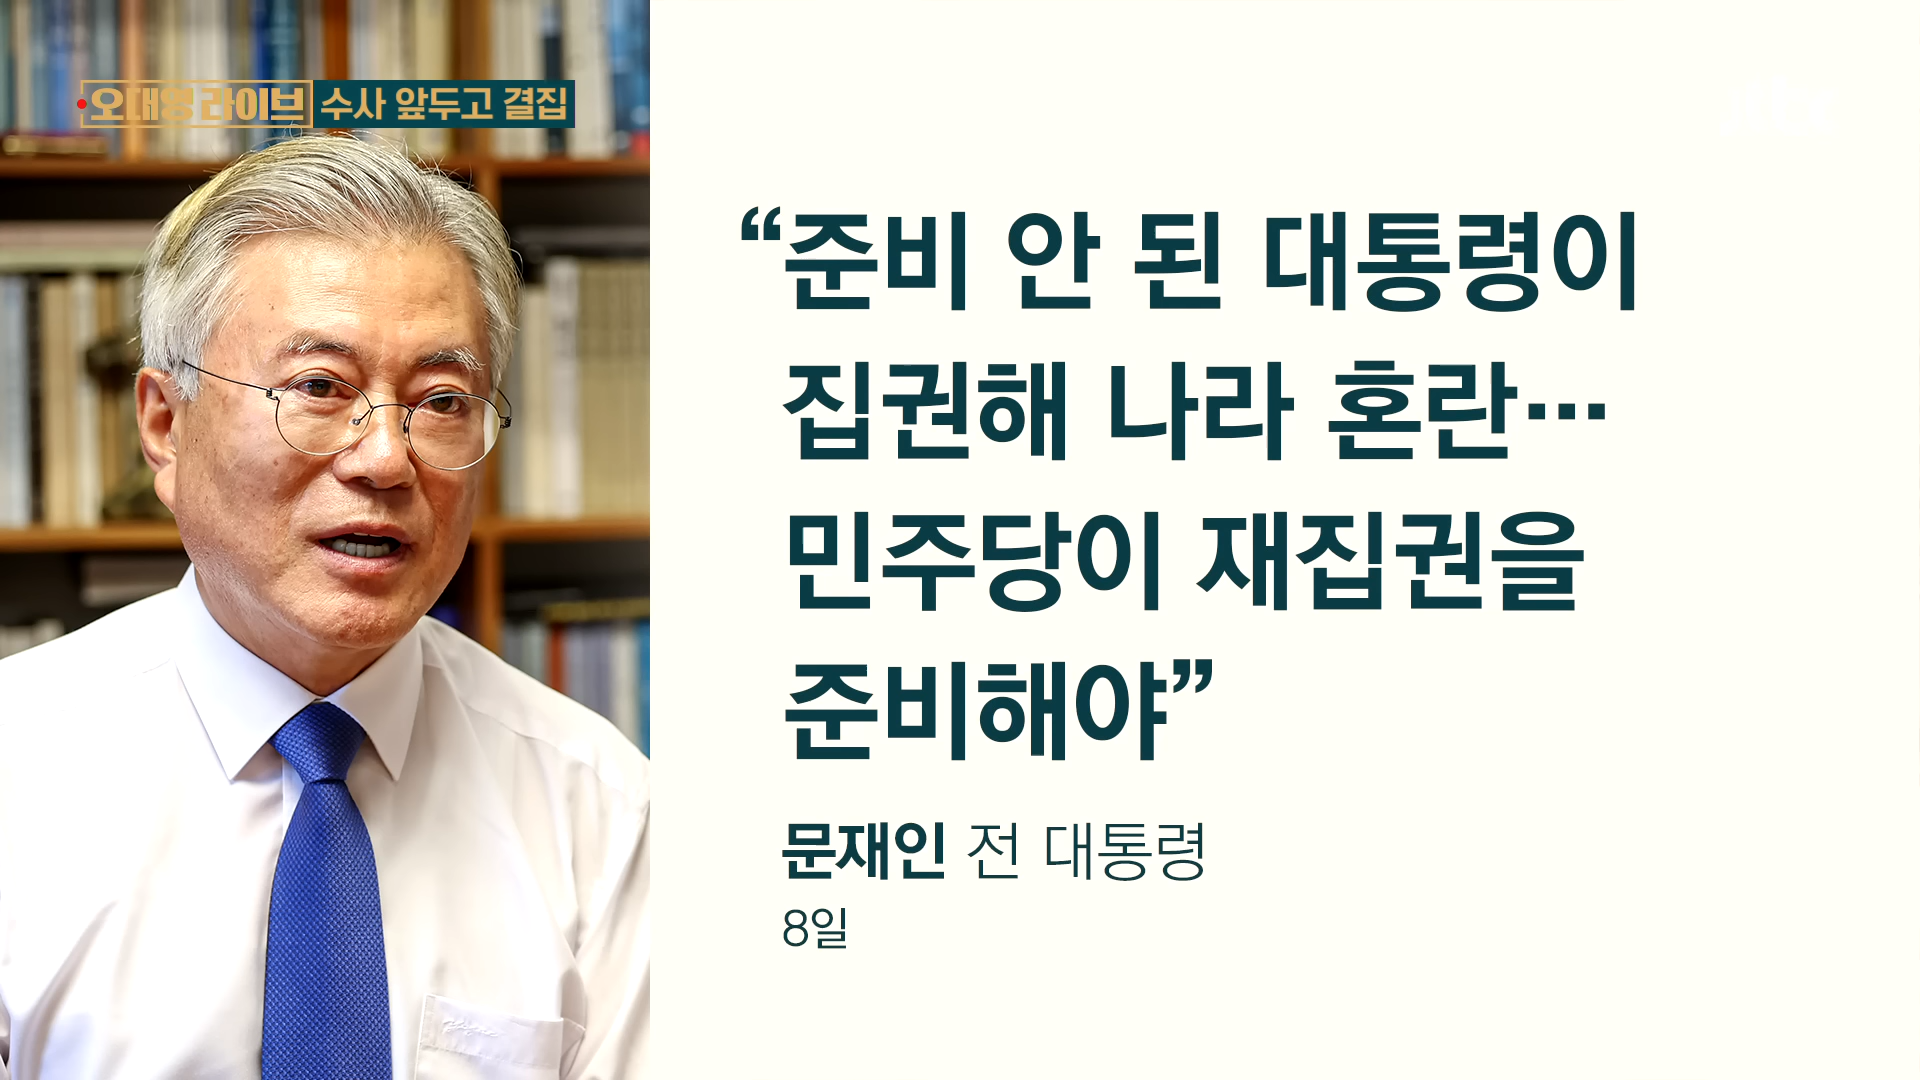 오대영 라이브 수사 앞두고 결집
jtbc
“준비 안 된 대통령이
집권해 나라 혼란…
민주당이 재집권을
준비해야”
문재인 전 대통령
8일